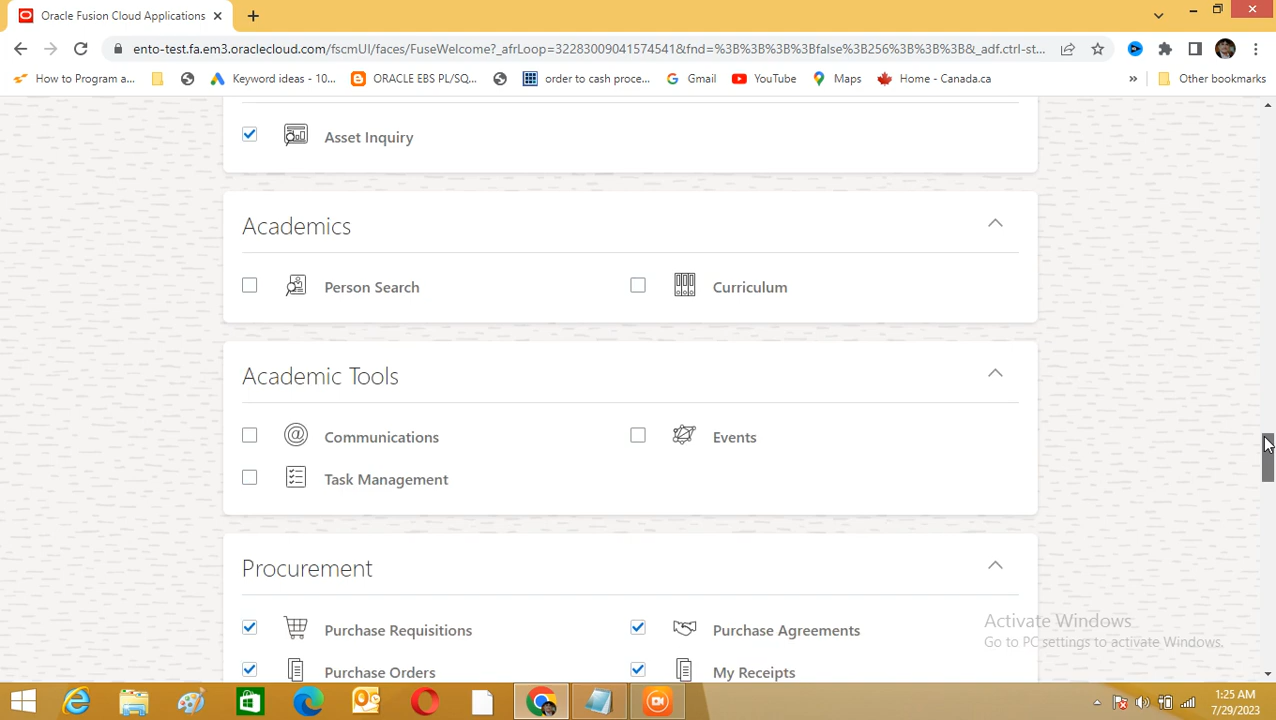 Oracle Fusion Cloud Applications
ento-test.fa.em3.oraclecloud.com/fscmUI/faces/FuseWelcome?_afrLoop=32283009041574541&fnd=%3B%3B%3B%3Bfalse%3B256%3B%3B%3B&_adf.ctrl-st...
How to Program a... Keyword ideas - 10... ORACLE EBS PL/SQ... order to cash proce... Gmail YouTube Maps Home - Canada.ca » Other bookmarks
Asset Inquiry
Academics
Person Search Curriculum
Academic Tools
Communications Events
Task Management
Procurement
Purchase Requisitions Purchase Agreements
Purchase Orders My Receipts
Activate Windows
Go to PC settings to activate Windows.
1:25 AM
7/29/2023